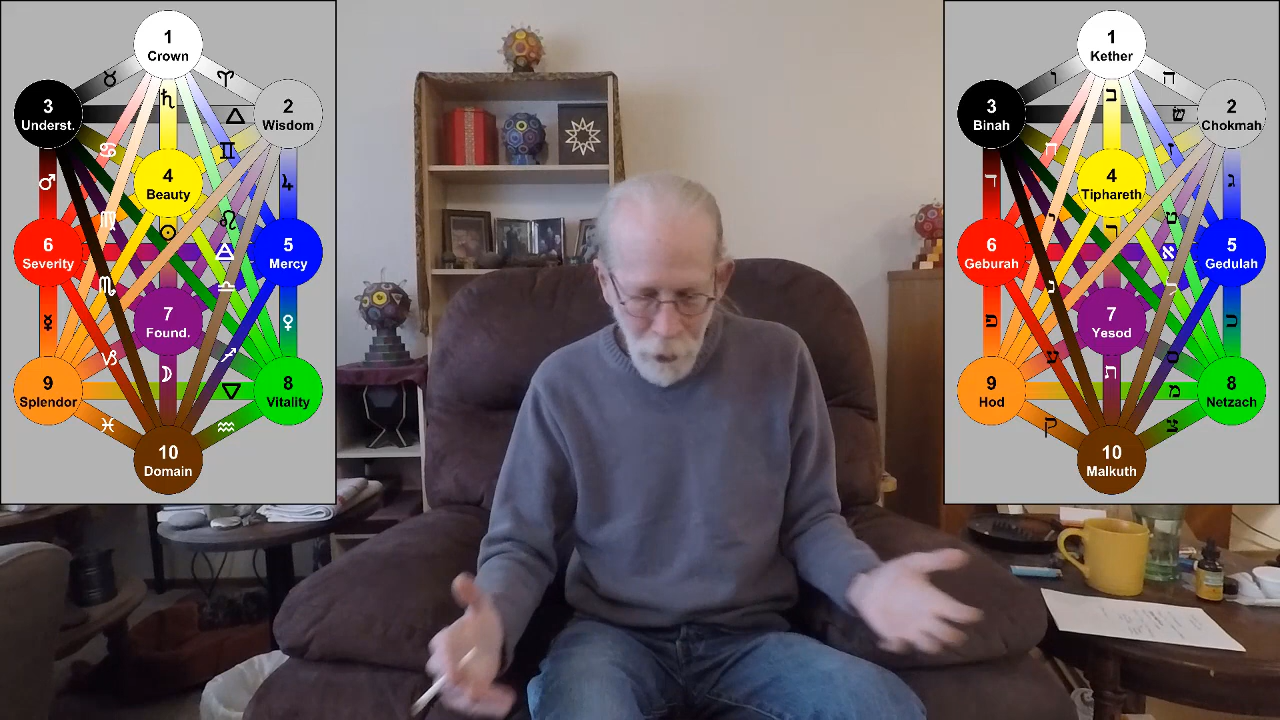 1
Crown
♉ ♈
♄
3
Underst.
2
Wisdom
△
♋ ♊
♂ ♃
4
Beauty
♍ ♌
☉
6
Severity
🜁
5
Mercy
♏ ♎
☿ ♀
7
Found.
♑ ♐
☽
9
Splendor
▽
8
Vitality
♓ ♒
10
Domain
1
Kether
ו ה
ב
3
Binah
2
Chokmah
ש
ח ז
ד ג
4
Tiphareth
י ט
ר
6
Geburah
א
5
Gedulah
נ ל
פ כ
7
Yesod
ע ס
ת
9
Hod
מ
8
Netzach
ק צ
10
Malkuth